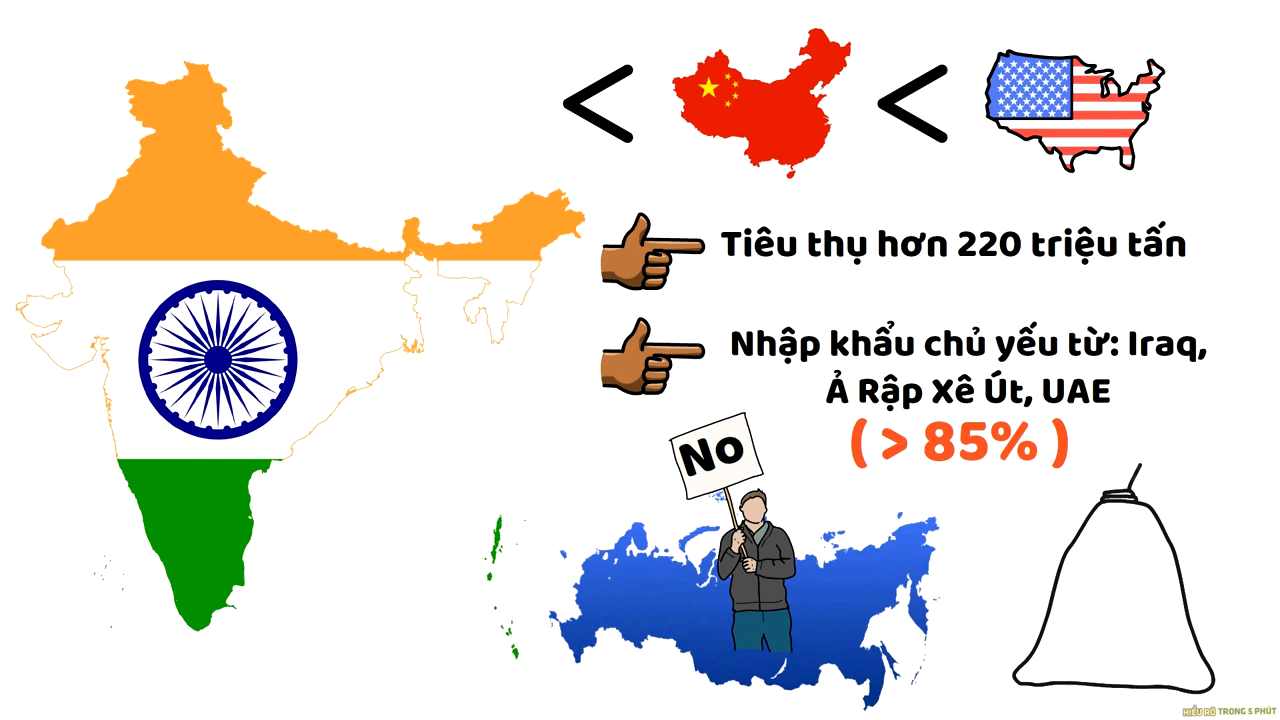 Tiêu thụ hơn 220 triệu tấn
Nhập khẩu chủ yếu từ: Iraq,
Ả Rập Xê Út, UAE
( > 85% )
No
HIỂU RÕ TRONG 5 PHÚT